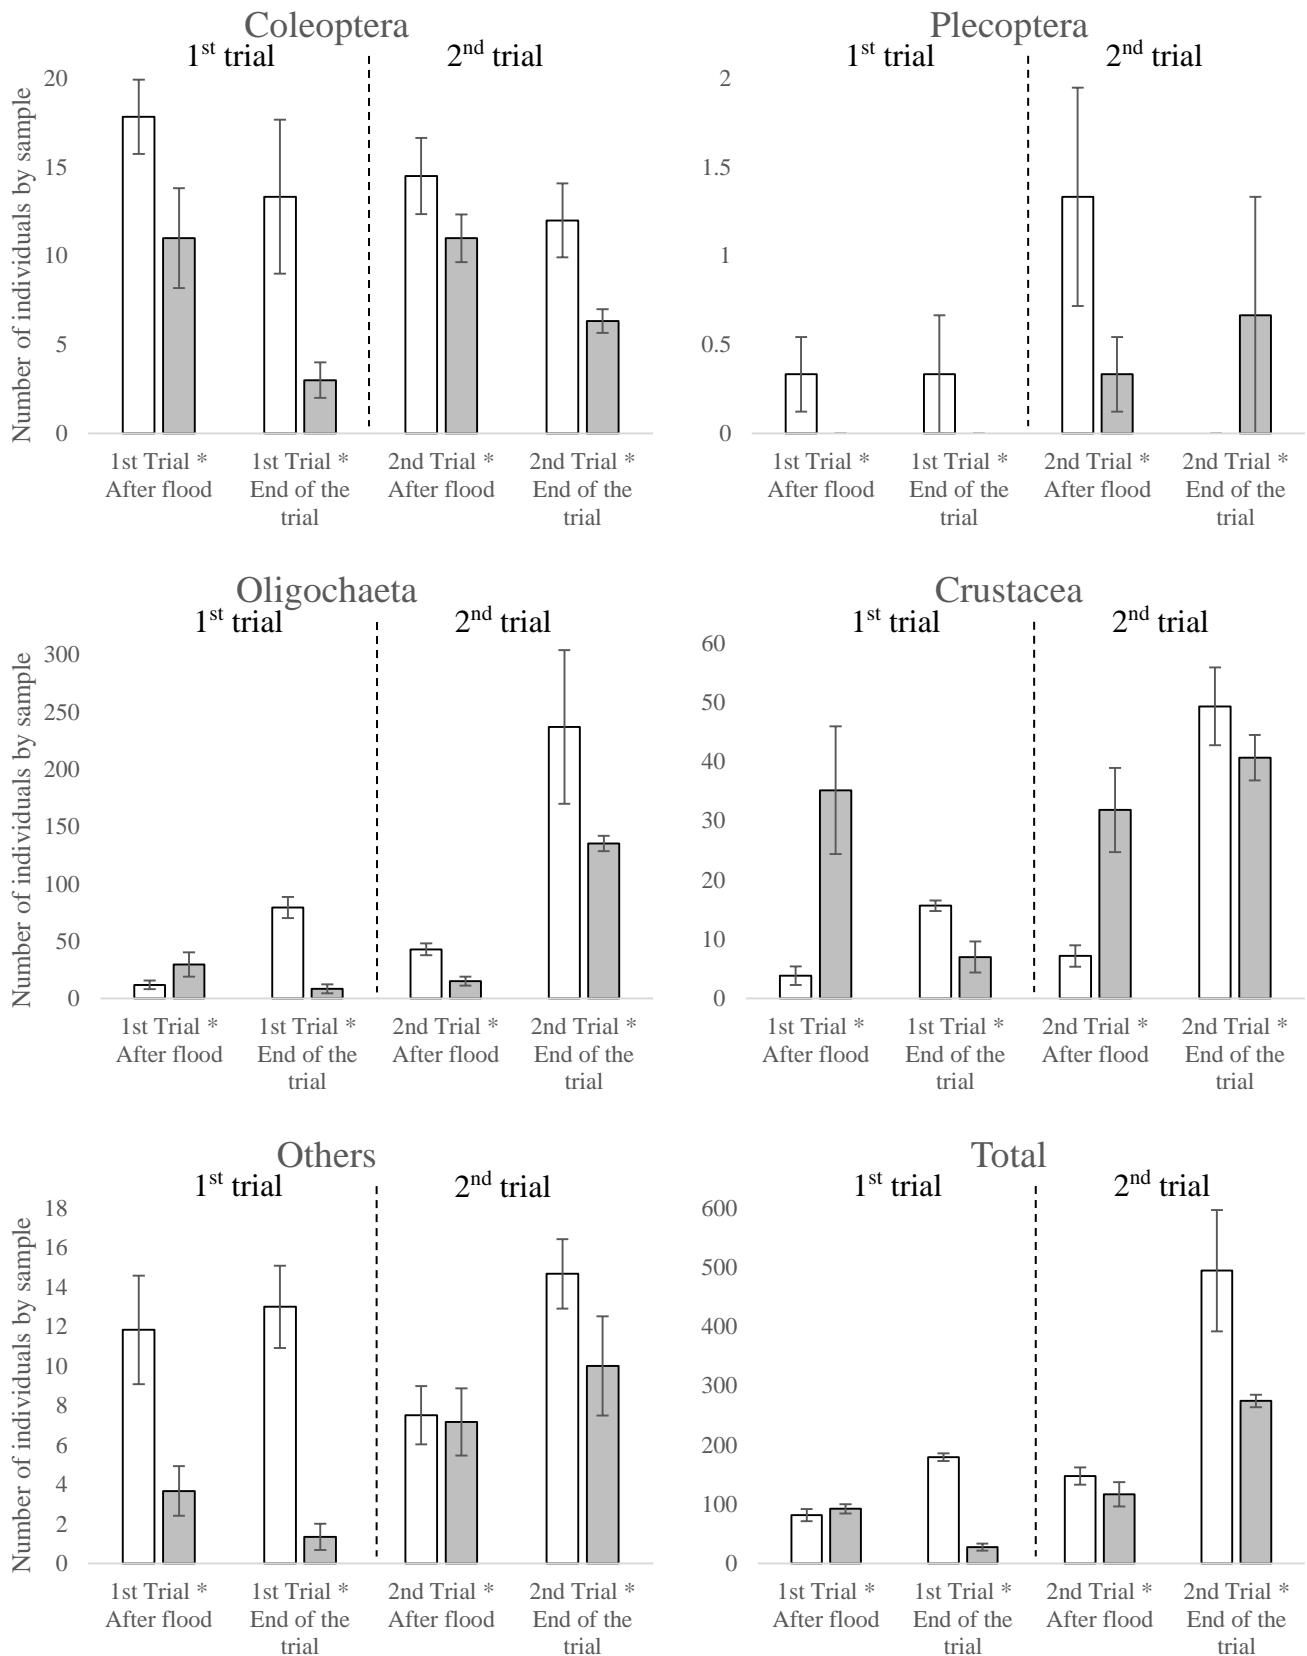 Coleoptera
1st trial
2nd trial
Number of individuals by sample
20
15
10
5
0
1st Trial *
After flood
1st Trial *
End of the
trial
2nd Trial *
After flood
2nd Trial *
End of the
trial
Plecoptera
1st trial
2nd trial
2
1.5
1
0.5
0
1st Trial *
After flood
1st Trial *
End of the
trial
2nd Trial *
After flood
2nd Trial *
End of the
trial
Oligochaeta
1st trial
2nd trial
Number of individuals by sample
300
250
200
150
100
50
0
1st Trial *
After flood
1st Trial *
End of the
trial
2nd Trial *
After flood
2nd Trial *
End of the
trial
Crustacea
1st trial
2nd trial
60
50
40
30
20
10
0
1st Trial *
After flood
1st Trial *
End of the
trial
2nd Trial *
After flood
2nd Trial *
End of the
trial
Others
1st trial
2nd trial
Number of individuals by sample
18
16
14
12
10
8
6
4
2
0
1st Trial *
After flood
1st Trial *
End of the
trial
2nd Trial *
After flood
2nd Trial *
End of the
trial
Total
1st trial
2nd trial
600
500
400
300
200
100
0
1st Trial *
After flood
1st Trial *
End of the
trial
2nd Trial *
After flood
2nd Trial *
End of the
trial